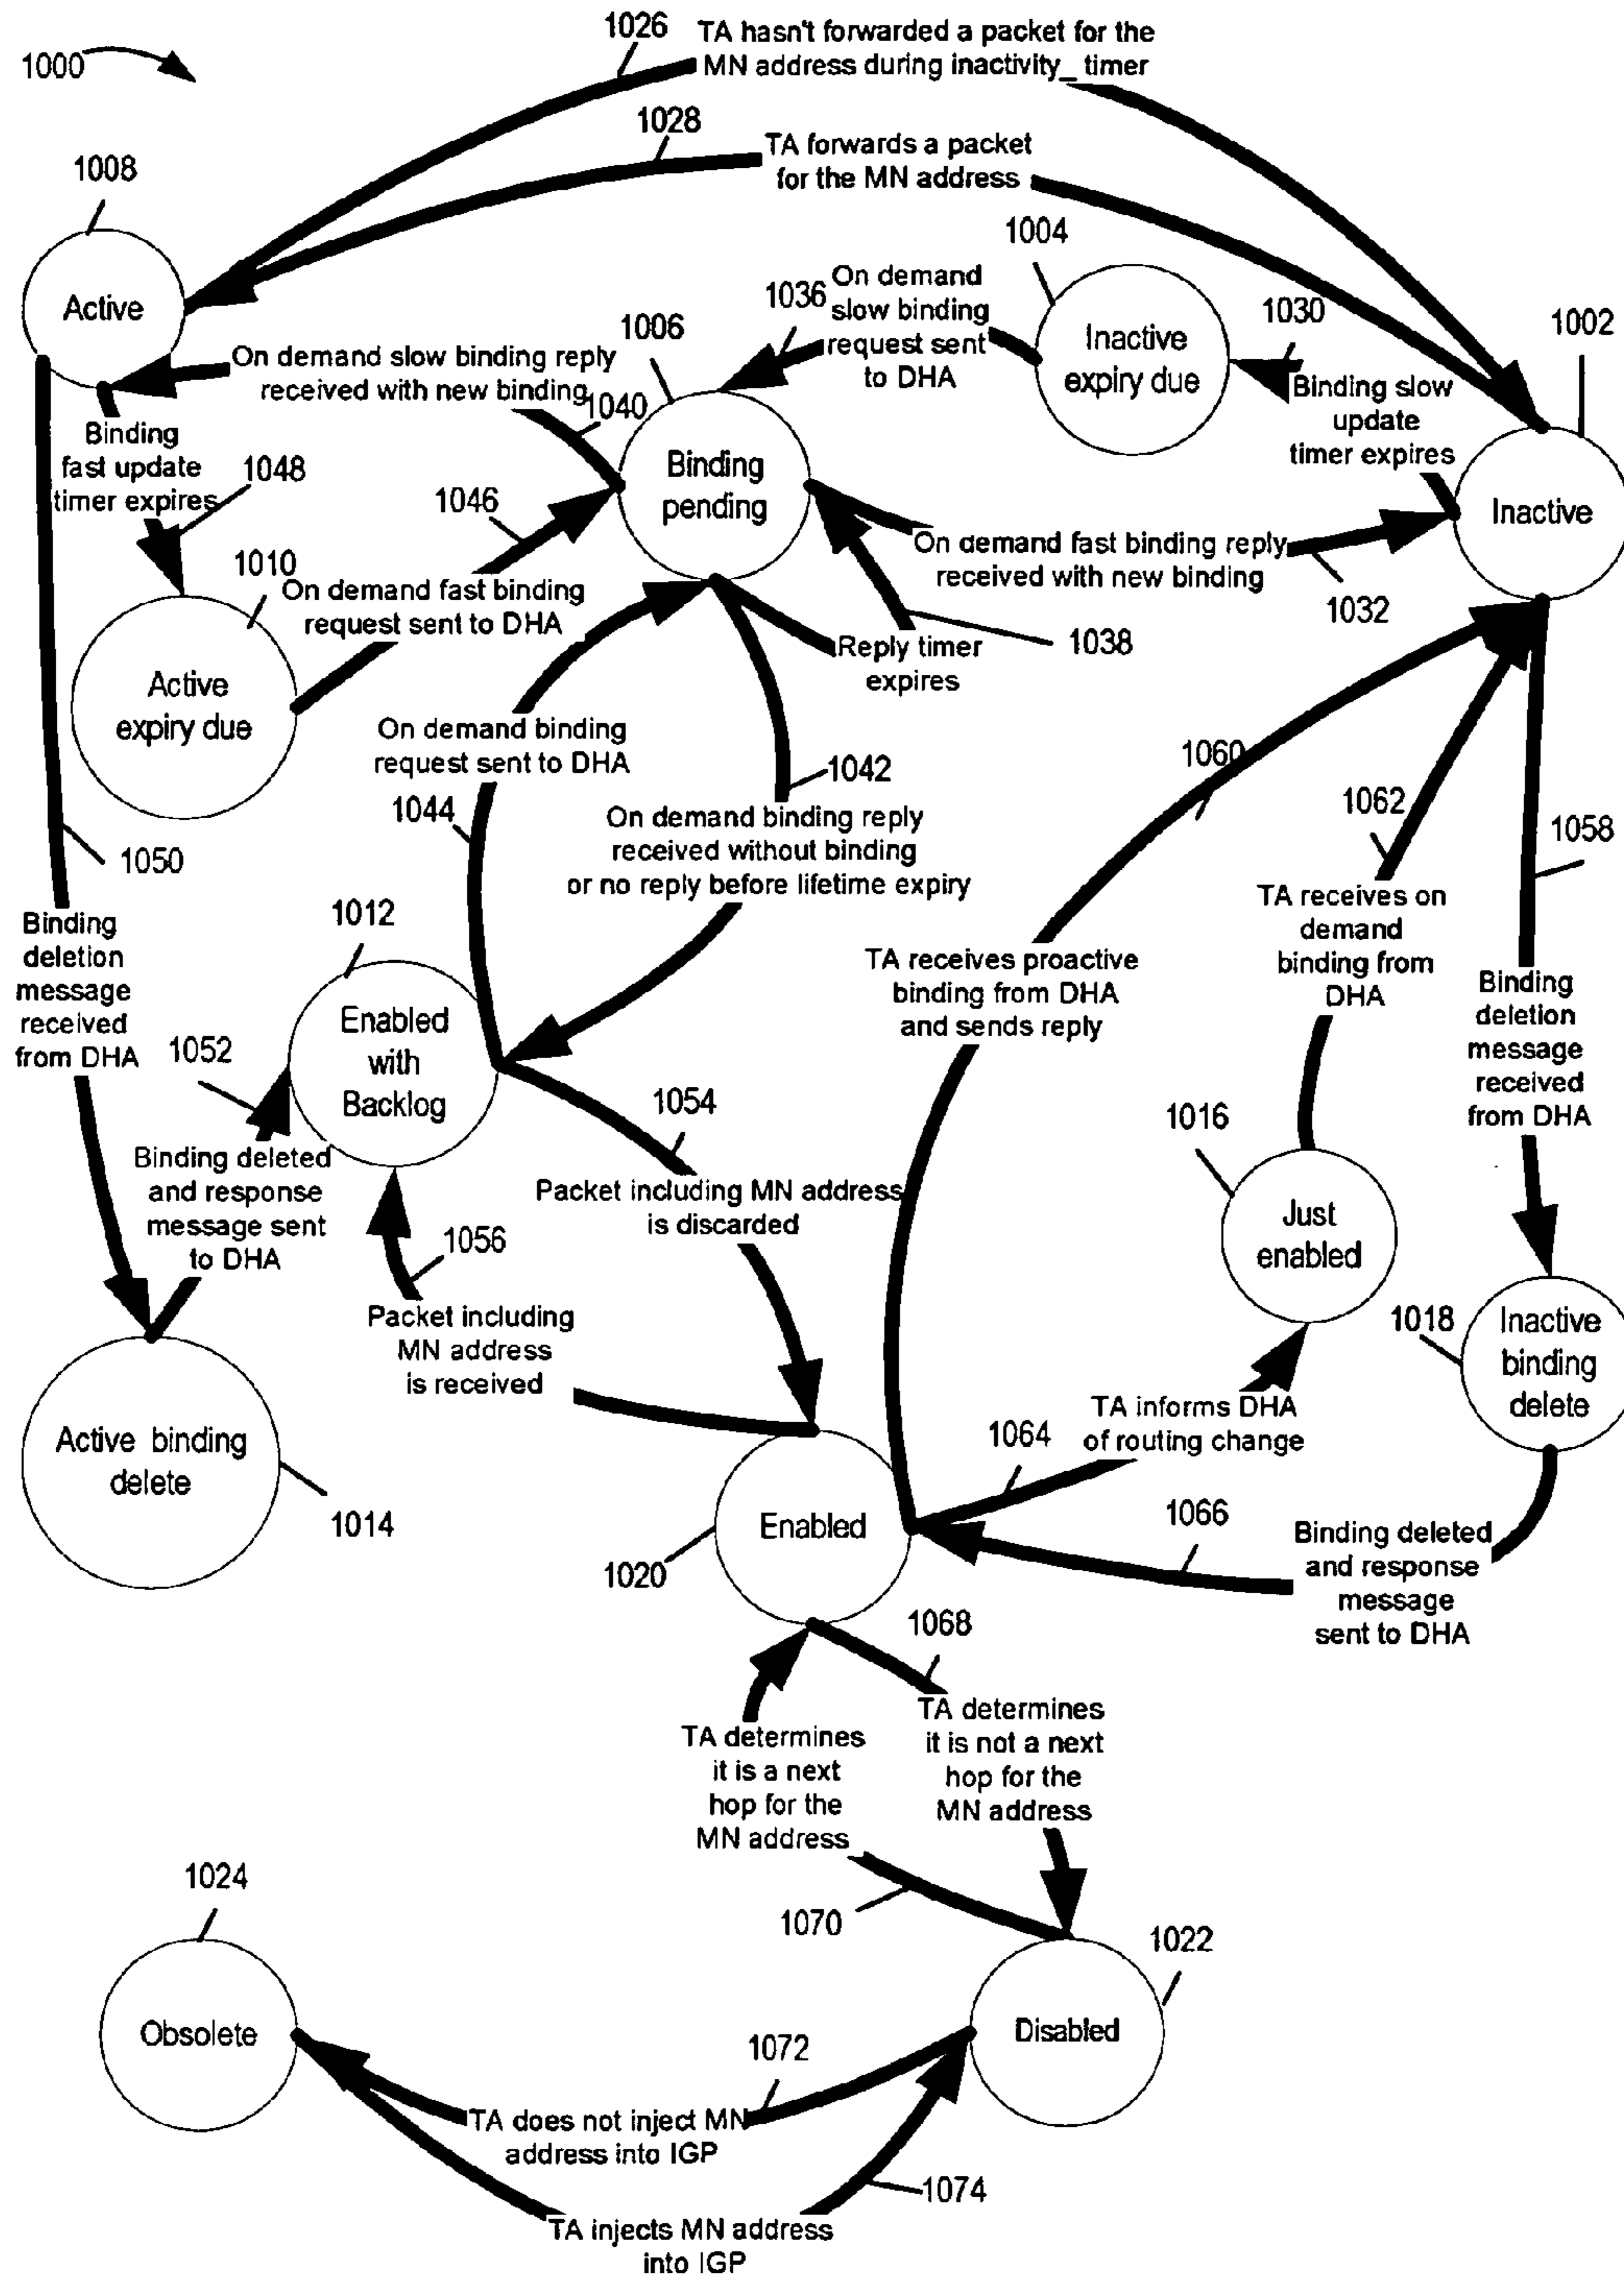 1000
1026
TA hasn't forwarded a packet for the
MN address during inactivity_ timer
1028
TA forwards a packet
for the MN address
1008
Active
1004
Inactive
expiry due
1036
On demand
slow binding
request sent
to DHA
1030
Binding slow
update
timer expires
1002
Inactive
1006
Binding
pending
On demand slow binding reply
received with new binding
1040
Binding
fast update
timer expires
1048
1046
On demand fast binding reply
received with new binding
1032
1010
Active
expiry due
On demand fast binding
request sent to DHA
Reply timer
expires
1038
On demand binding
request sent to DHA
1044
1042
On demand binding reply
received without binding
or no reply before lifetime expiry
1060
1062
1058
1050
Binding
deletion
message
received
from DHA
1012
Enabled
with
Backlog
TA receives proactive
binding from DHA
and sends reply
TA receives on
demand
binding from
DHA
Binding
deletion
message
received
from DHA
1052
Binding deleted
and response
message sent
to DHA
1054
Packet including MN address
is discarded
1016
Just
enabled
1056
Packet including
MN address
is received
1018
Inactive
binding
delete
Active binding
delete
1014
TA informs DHA
of routing change
1064
Enabled
1020
1066
Binding deleted
and response
message
sent to DHA
1068
TA determines
it is not a next
hop for the
MN address
TA determines
it is a next
hop for the
MN address
1070
1024
Obsolete
1022
Disabled
1072
TA does not inject MN
address into IGP
1074
TA injects MN address
into IGP